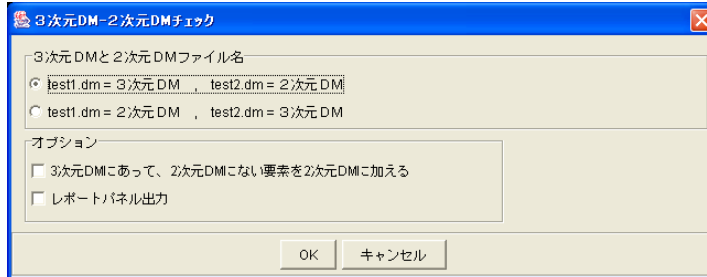 3次元DM-2次元DMチェック
3次元DMと2次元DMファイル名
test1.dm = 3次元DM , test2.dm = 2次元DM
test1.dm = 2次元DM , test2.dm = 3次元DM
オプション
3次元DMにあって、2次元DMにない要素を2次元DMに加える
レポートパネル出力
OK キャンセル